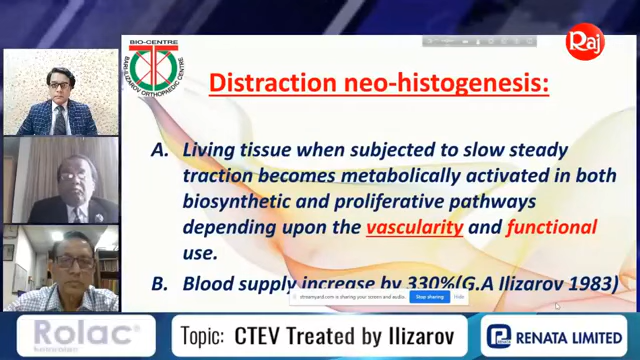 BIO-CENTRE
BARI-ILIZAROV ORTHOPAEDIC CENTRE
Raj
Distraction neo-histogenesis:
A. Living tissue when subjected to slow steady
traction becomes metabolically activated in both
biosynthetic and proliferative pathways
depending upon the vascularity and functional
use.
B. Blood supply increase by 330%(G.A Ilizarov 1983)
streamyard.com is sharing your screen and audio.
Stop sharing
Hide
Rolac®
Topic: CTEV Treated by Ilizarov
RENATA LIMITED